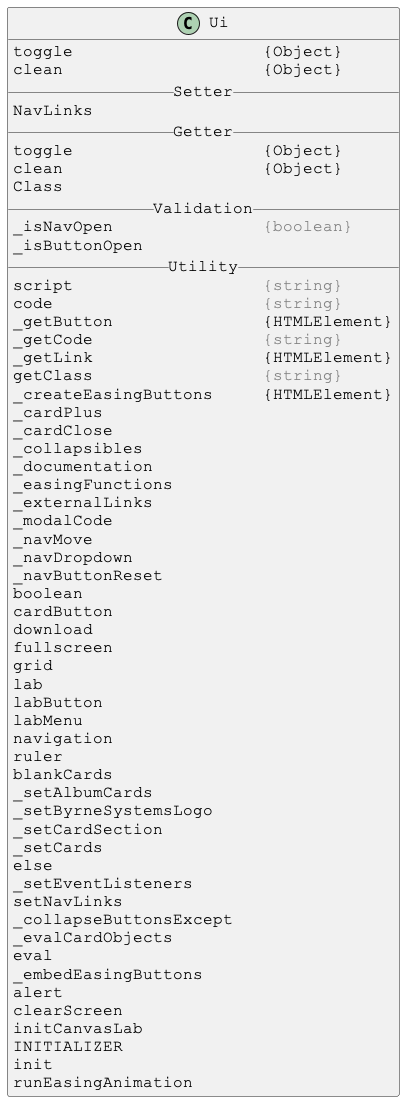 C Ui
toggle {Object}
clean {Object}
Setter
NavLinks
Getter
toggle {Object}
clean {Object}
Class
Validation
_isNavOpen {boolean}
_isButtonOpen
Utility
script {string}
code {string}
_getButton {HTMLElement}
_getCode {string}
_getLink {HTMLElement}
getClass {string}
_createEasingButtons {HTMLElement}
_cardPlus
_cardClose
_collapsibles
_documentation
_easingFunctions
_externalLinks
_modalCode
_navMove
_navDropdown
_navButtonReset
boolean
cardButton
download
fullscreen
grid
lab
labButton
labMenu
navigation
ruler
blankCards
_setAlbumCards
_setByrneSystemsLogo
_setCardSection
_setCards
else
_setEventListeners
setNavLinks
_collapseButtonsExcept
_evalCardObjects
eval
_embedEasingButtons
alert
clearScreen
initCanvasLab
INITIALIZER
init
runEasingAnimation